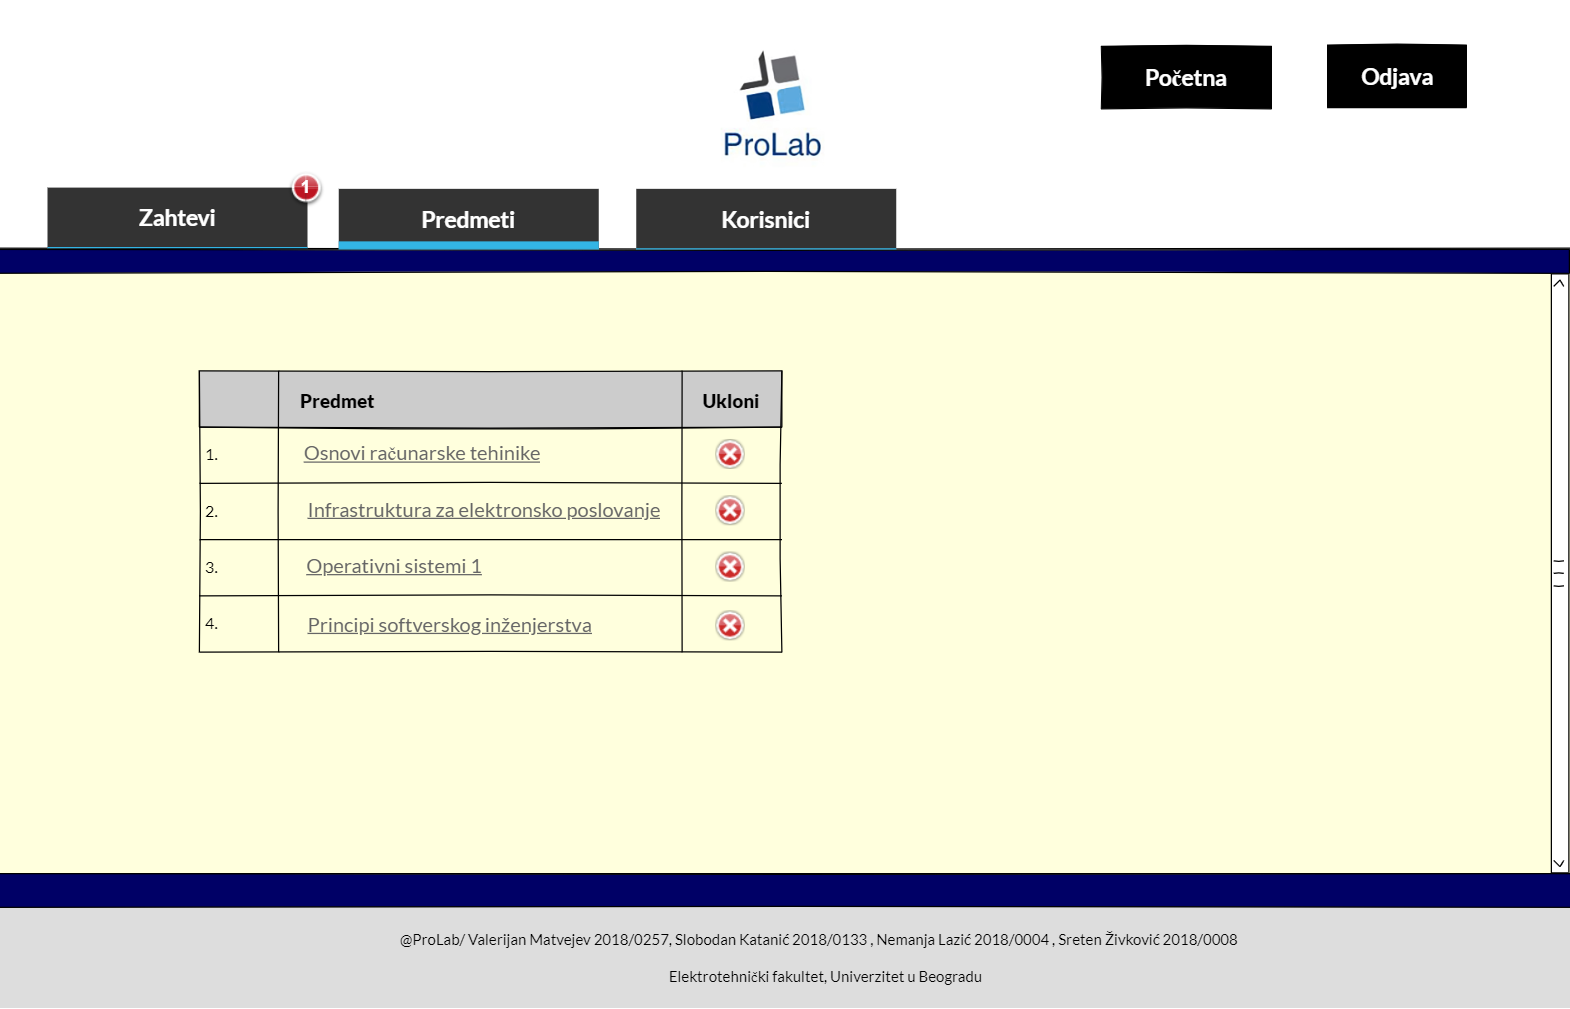 Početna
Odjava
ProLab
Zahtevi
1
Predmeti
Korisnici
Predmet Ukloni
1. Osnovi računarske tehinike
2. Infrastruktura za elektronsko poslovanje
3. Operativni sistemi 1
4. Principi softverskog inženjerstva
@ProLab/ Valerijan Matvejev 2018/0257, Slobodan Katanić 2018/0133 , Nemanja Lazić 2018/0004 , Sreten Živković 2018/0008
Elektrotehnički fakultet, Univerzitet u Beogradu